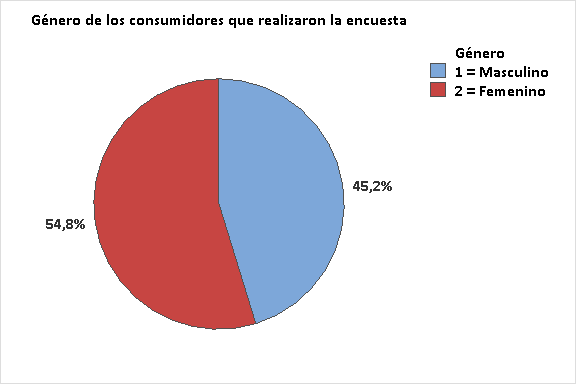 Género de los consumidores que realizaron la encuesta
Género
1 = Masculino
2 = Femenino
45,2%
54,8%